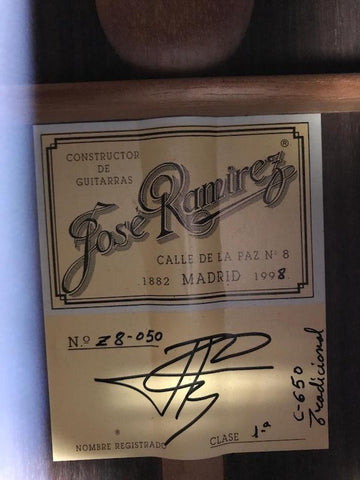 CONSTRUCTOR
DE
GUITARRAS
José Ramírez®
CALLE DE LA PAZ Nº 8
1882 MADRID 1998.
Nº Z8-050
NOMBRE REGISTRADO
CLASE 1.ª
C-650
Tradicional